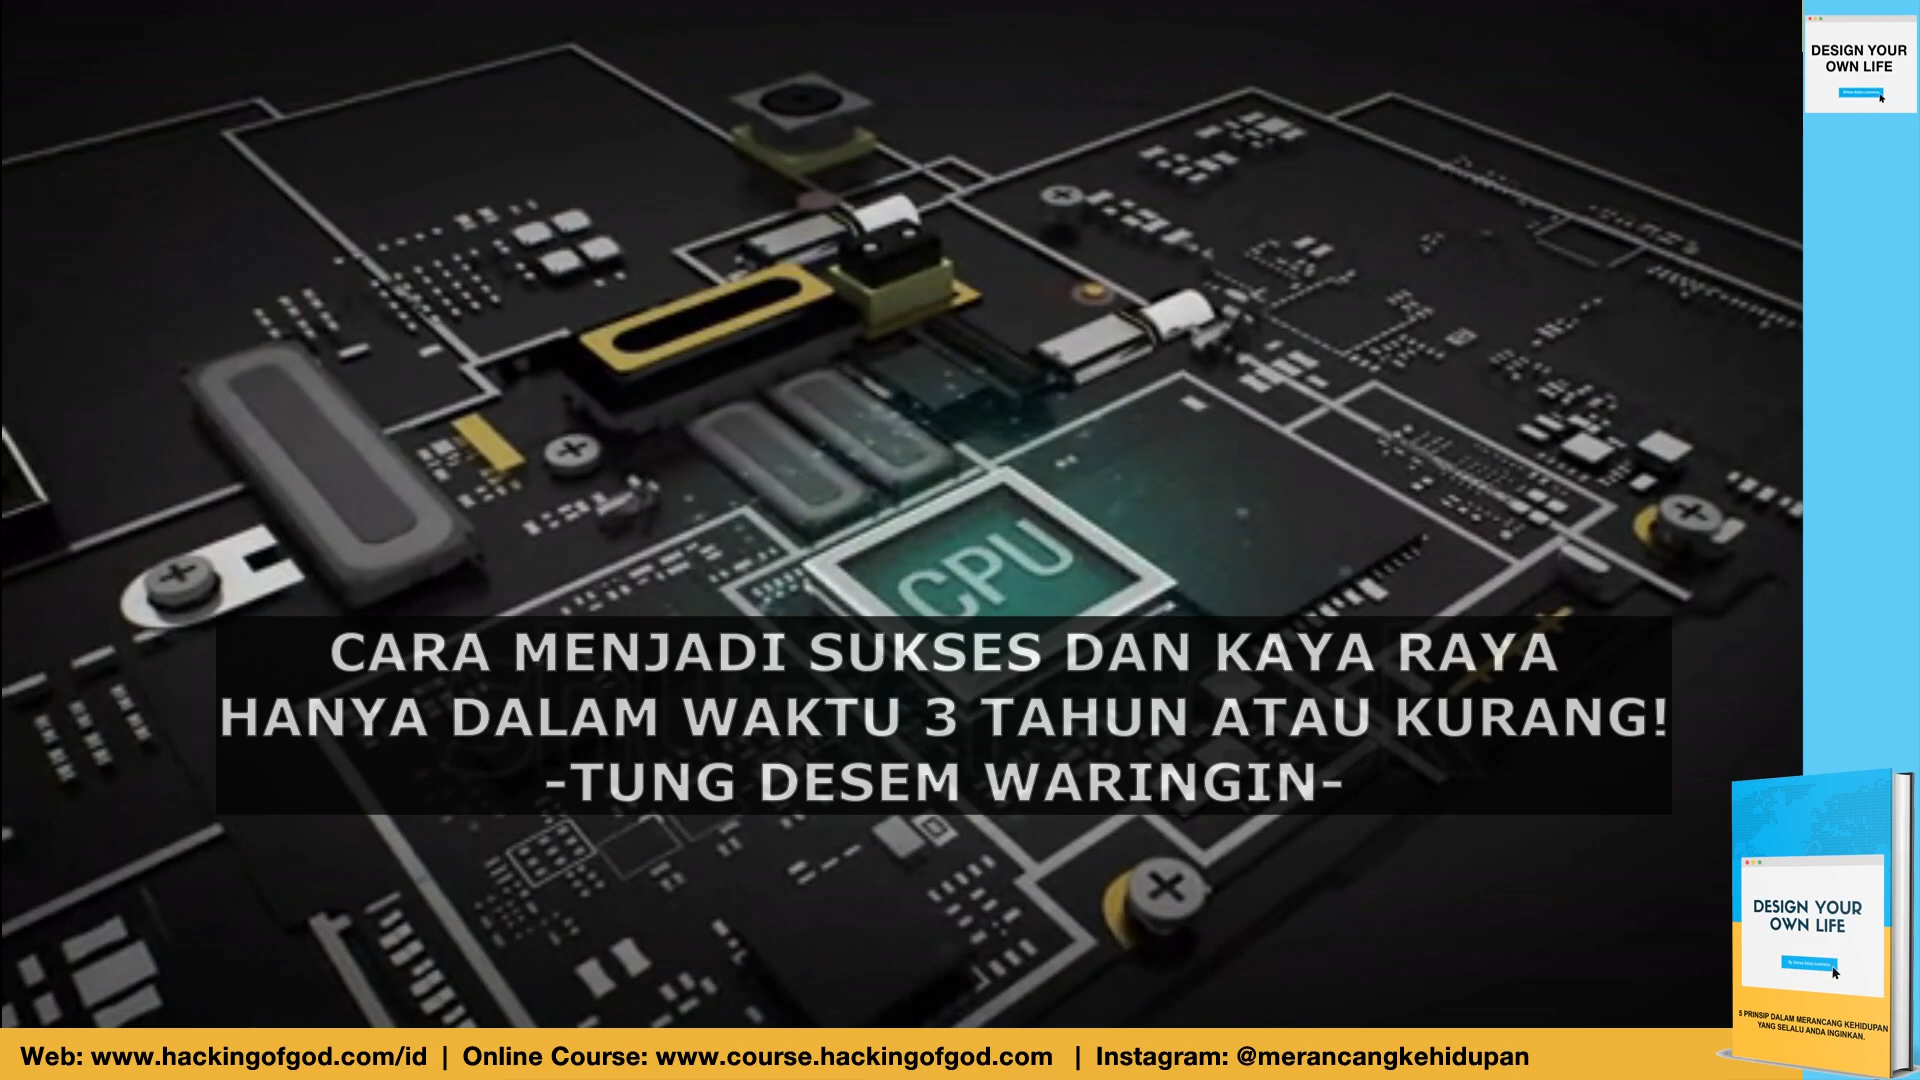 DESIGN YOUR
OWN LIFE
CPU
CARA MENJADI SUKSES DAN KAYA RAYA
HANYA DALAM WAKTU 3 TAHUN ATAU KURANG!
-TUNG DESEM WARINGIN-
DESIGN YOUR
OWN LIFE
5 PRINSIP DALAM MERANCANG KEHIDUPAN
YANG SELALU ANDA INGINKAN.
Web: www.hackingofgod.com/id | Online Course: www.course.hackingofgod.com | Instagram: @merancangkehidupan